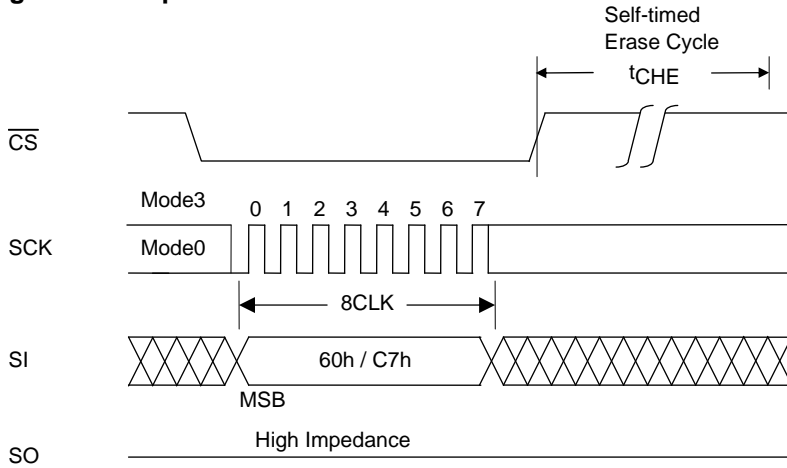 Self-timed
Erase Cycle
tCHE
CS
Mode3
0 1 2 3 4 5 6 7
SCK
Mode0
8CLK
SI
60h / C7h
MSB
High Impedance
SO